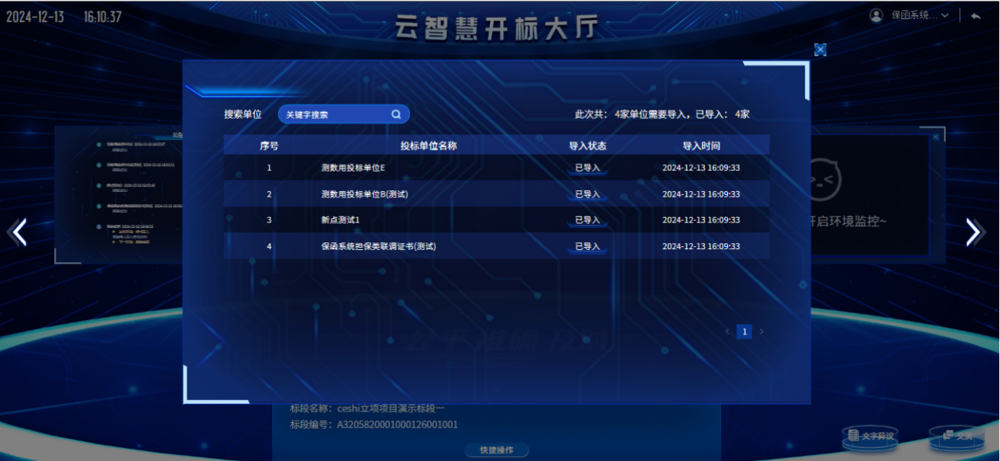 2024-12-13 16:10:37
云智慧开标大厅
保函系统...
搜索单位 关键字搜索
此次共： 4家单位需要导入，已导入： 4家
序号 投标单位名称 导入状态 导入时间
1 测数用投标单位E 已导入 2024-12-13 16:09:33
2 测数用投标单位B(测试) 已导入 2024-12-13 16:09:33
3 新点测试1 已导入 2024-12-13 16:09:33
4 保函系统担保类联调证书(测试) 已导入 2024-12-13 16:09:33
公告
开启环境监控~
1
标段名称：ceshi立项项目演示标段一
标段编号：A3205820001000126001001
快捷操作
文字异议
交流